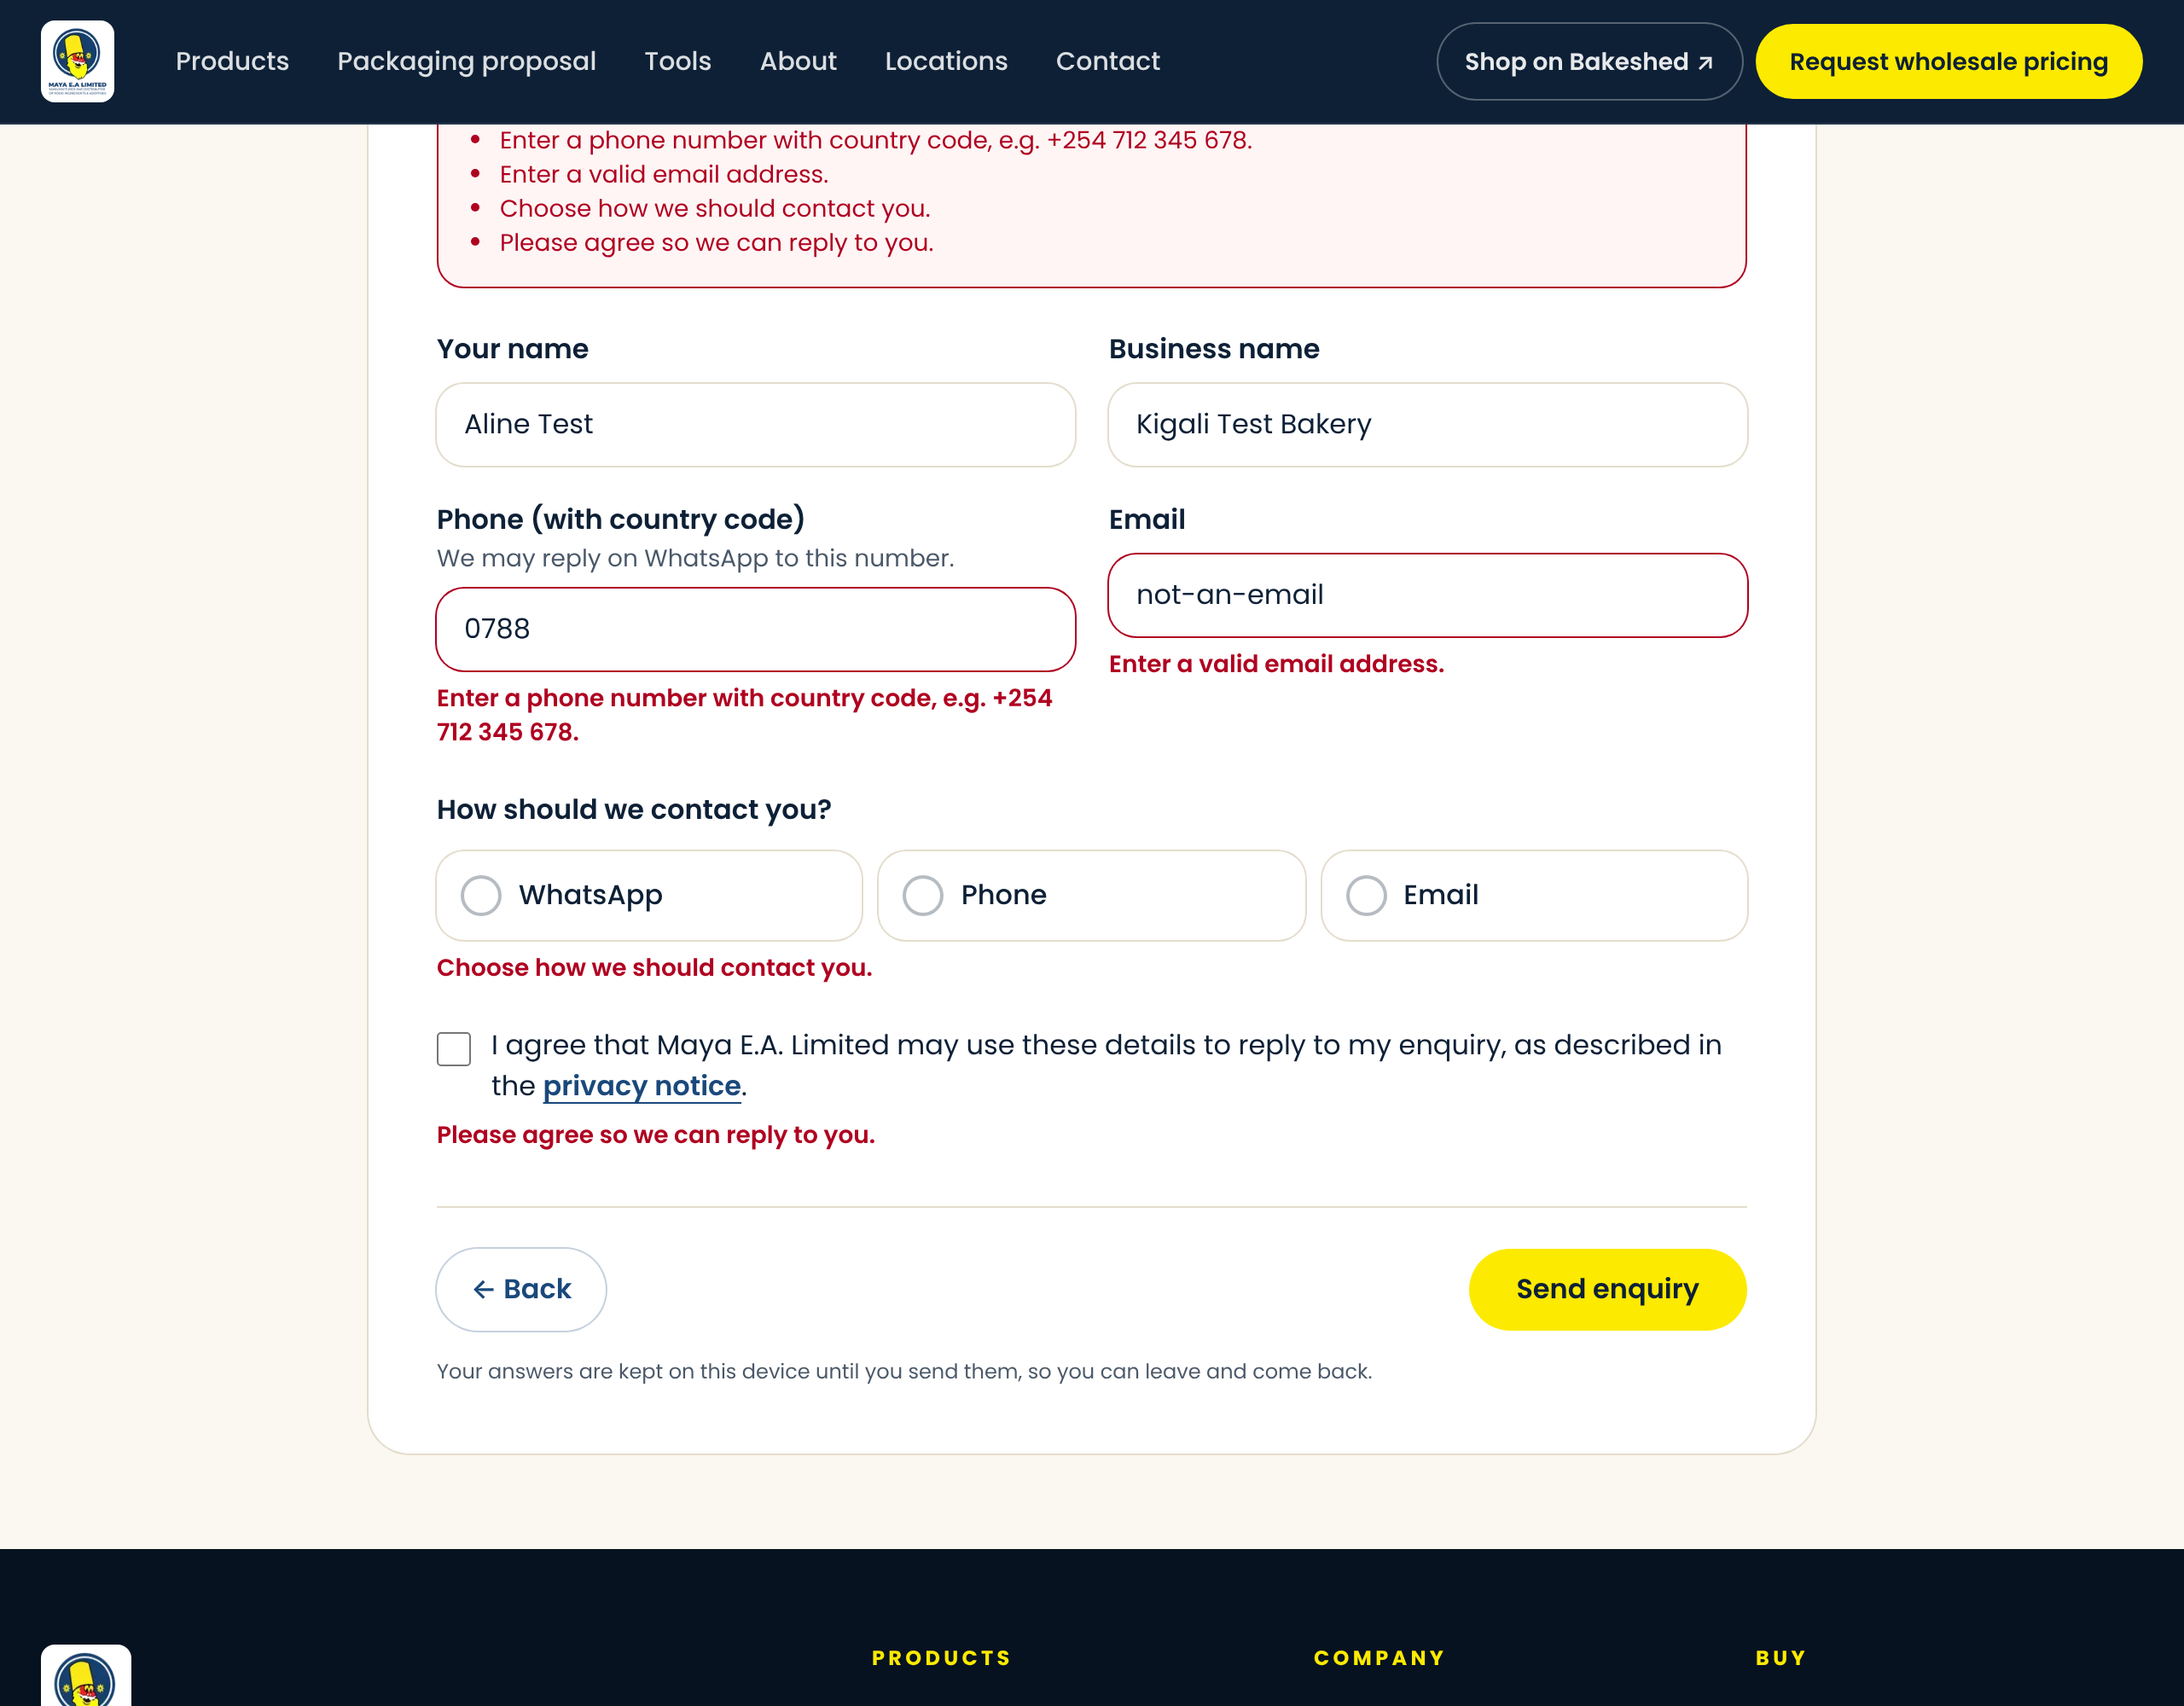 MAYA E.A LIMITED
Products
Packaging proposal
Tools
About
Locations
Contact
Shop on Bakeshed ↗
Request wholesale pricing
• Enter a phone number with country code, e.g. +254 712 345 678.
• Enter a valid email address.
• Choose how we should contact you.
• Please agree so we can reply to you.
Your name
Aline Test
Business name
Kigali Test Bakery
Phone (with country code)
We may reply on WhatsApp to this number.
0788
Enter a phone number with country code, e.g. +254
712 345 678.
Email
not-an-email
Enter a valid email address.
How should we contact you?
WhatsApp
Phone
Email
Choose how we should contact you.
I agree that Maya E.A. Limited may use these details to reply to my enquiry, as described in
the privacy notice.
Please agree so we can reply to you.
← Back
Send enquiry
Your answers are kept on this device until you send them, so you can leave and come back.
PRODUCTS
COMPANY
BUY